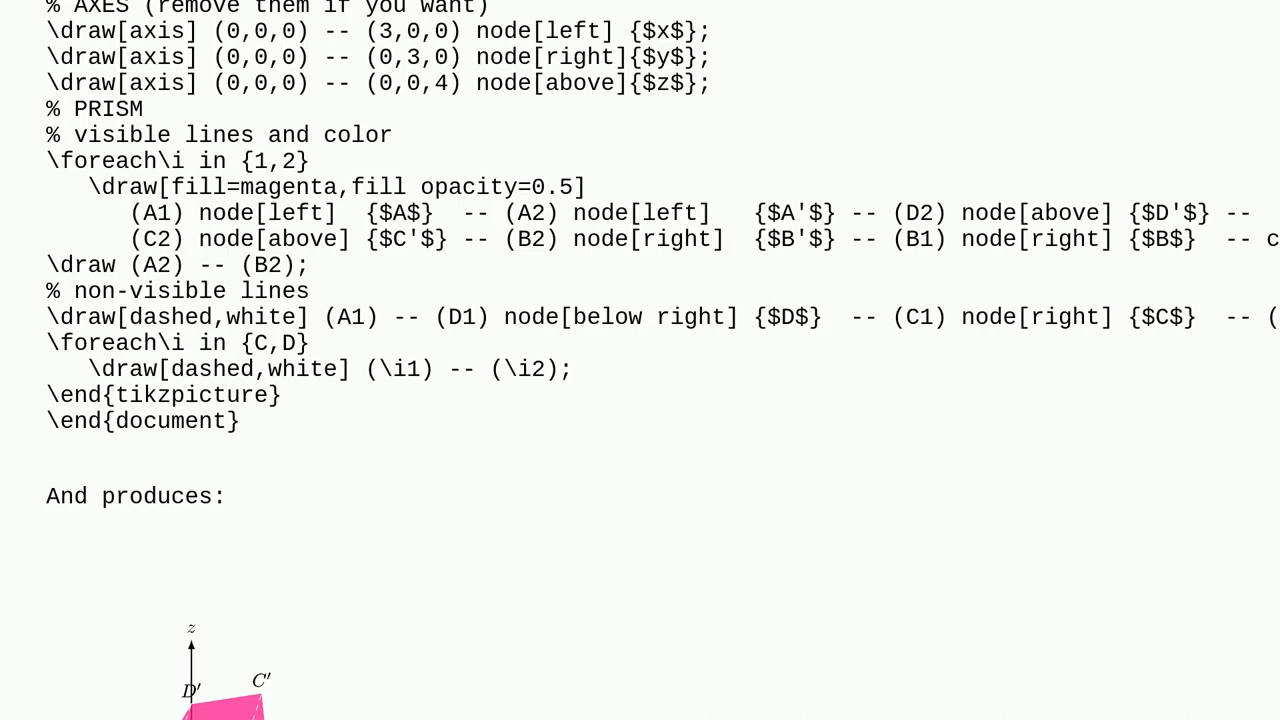 % AXES (remove them if you want)
\draw[axis] (0,0,0) -- (3,0,0) node[left] {$x$};
\draw[axis] (0,0,0) -- (0,3,0) node[right]{$y$};
\draw[axis] (0,0,0) -- (0,0,4) node[above]{$z$};
% PRISM
% visible lines and color
\foreach\i in {1,2}
   \draw[fill=magenta,fill opacity=0.5]
      (A1) node[left]  {$A$}  -- (A2) node[left]   {$A'$} -- (D2) node[above] {$D'$} --
      (C2) node[above] {$C'$} -- (B2) node[right]  {$B'$} -- (B1) node[right] {$B$}  -- c
\draw (A2) -- (B2);
% non-visible lines
\draw[dashed,white] (A1) -- (D1) node[below right] {$D$}  -- (C1) node[right] {$C$}  -- (
\foreach\i in {C,D}
   \draw[dashed,white] (\i1) -- (\i2);
\end{tikzpicture}
\end{document}
And produces:
z
C'
D'